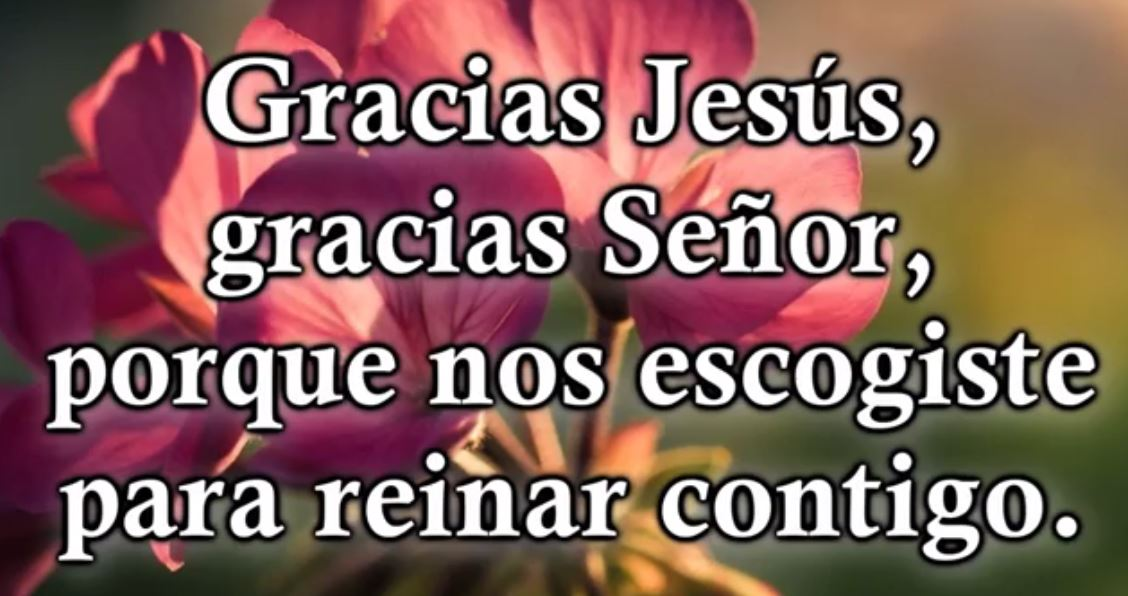 Gracias Jesús,
gracias Señor,
porque nos escogiste
para reinar contigo.